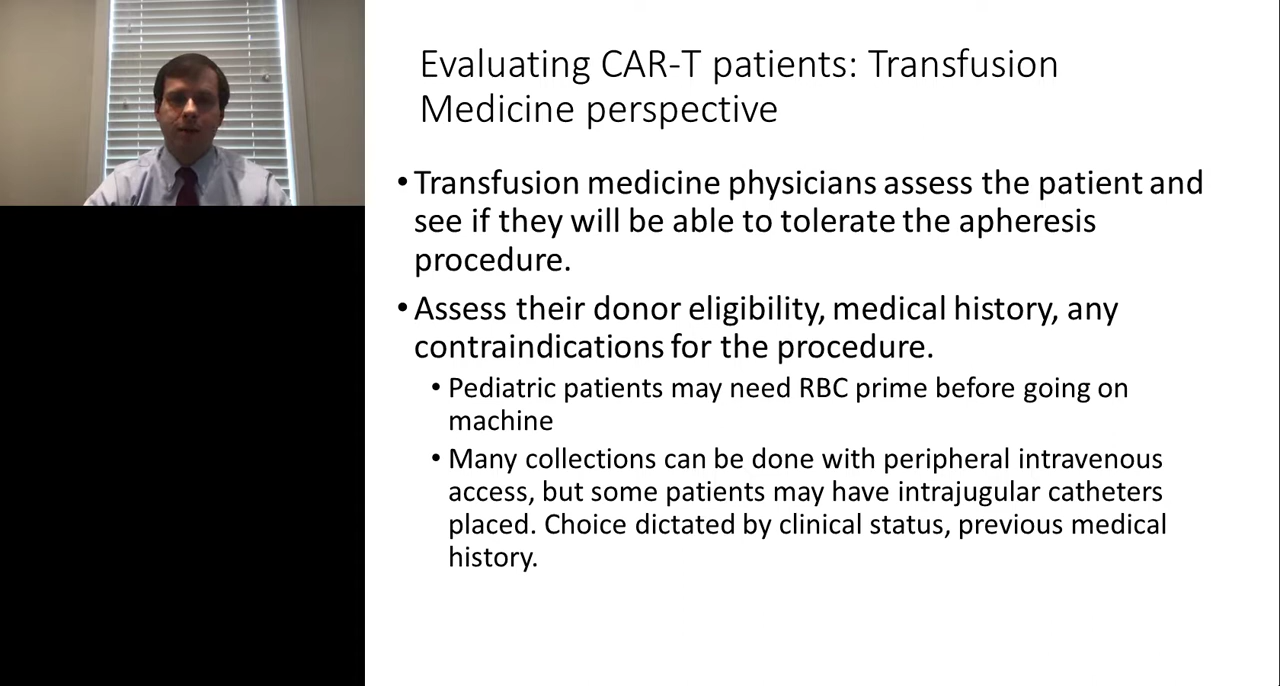 Evaluating CAR-T patients: Transfusion
Medicine perspective
• Transfusion medicine physicians assess the patient and
see if they will be able to tolerate the apheresis
procedure.
• Assess their donor eligibility, medical history, any
contraindications for the procedure.
• Pediatric patients may need RBC prime before going on
machine
• Many collections can be done with peripheral intravenous
access, but some patients may have intrajugular catheters
placed. Choice dictated by clinical status, previous medical
history.